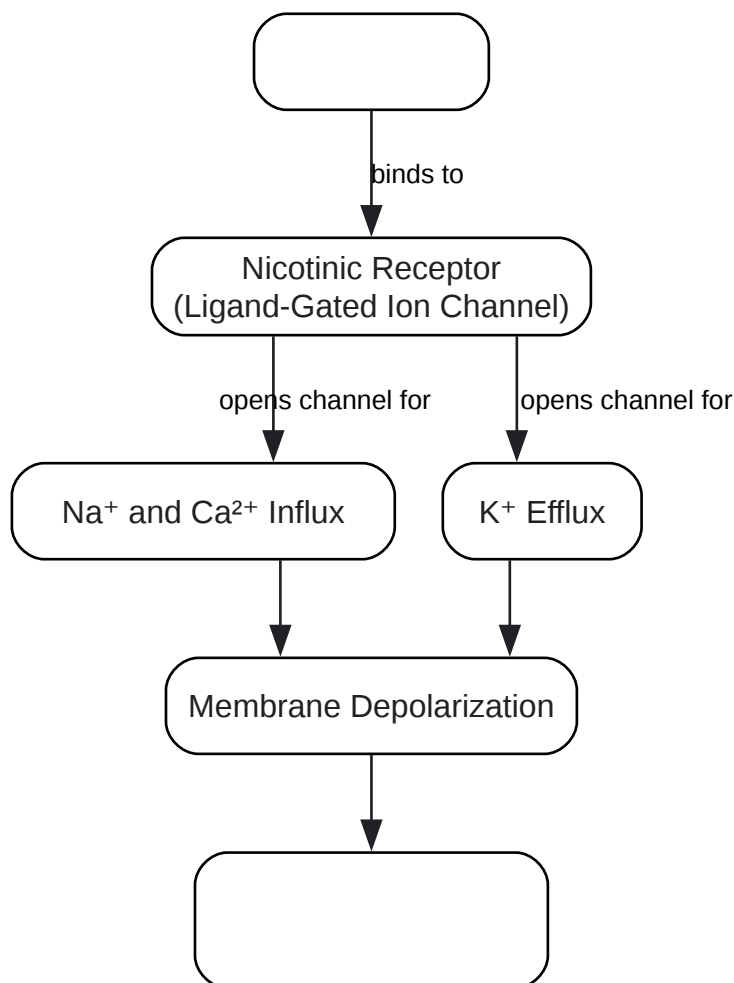 binds to
Nicotinic Receptor
(Ligand-Gated Ion Channel)
opens channel for
opens channel for
Na⁺ and Ca²⁺ Influx
K⁺ Efflux
Membrane Depolarization